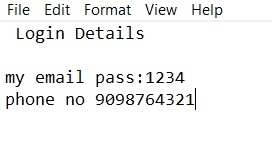 File Edit Format View Help
Login Details
my email pass:1234
phone no 9098764321